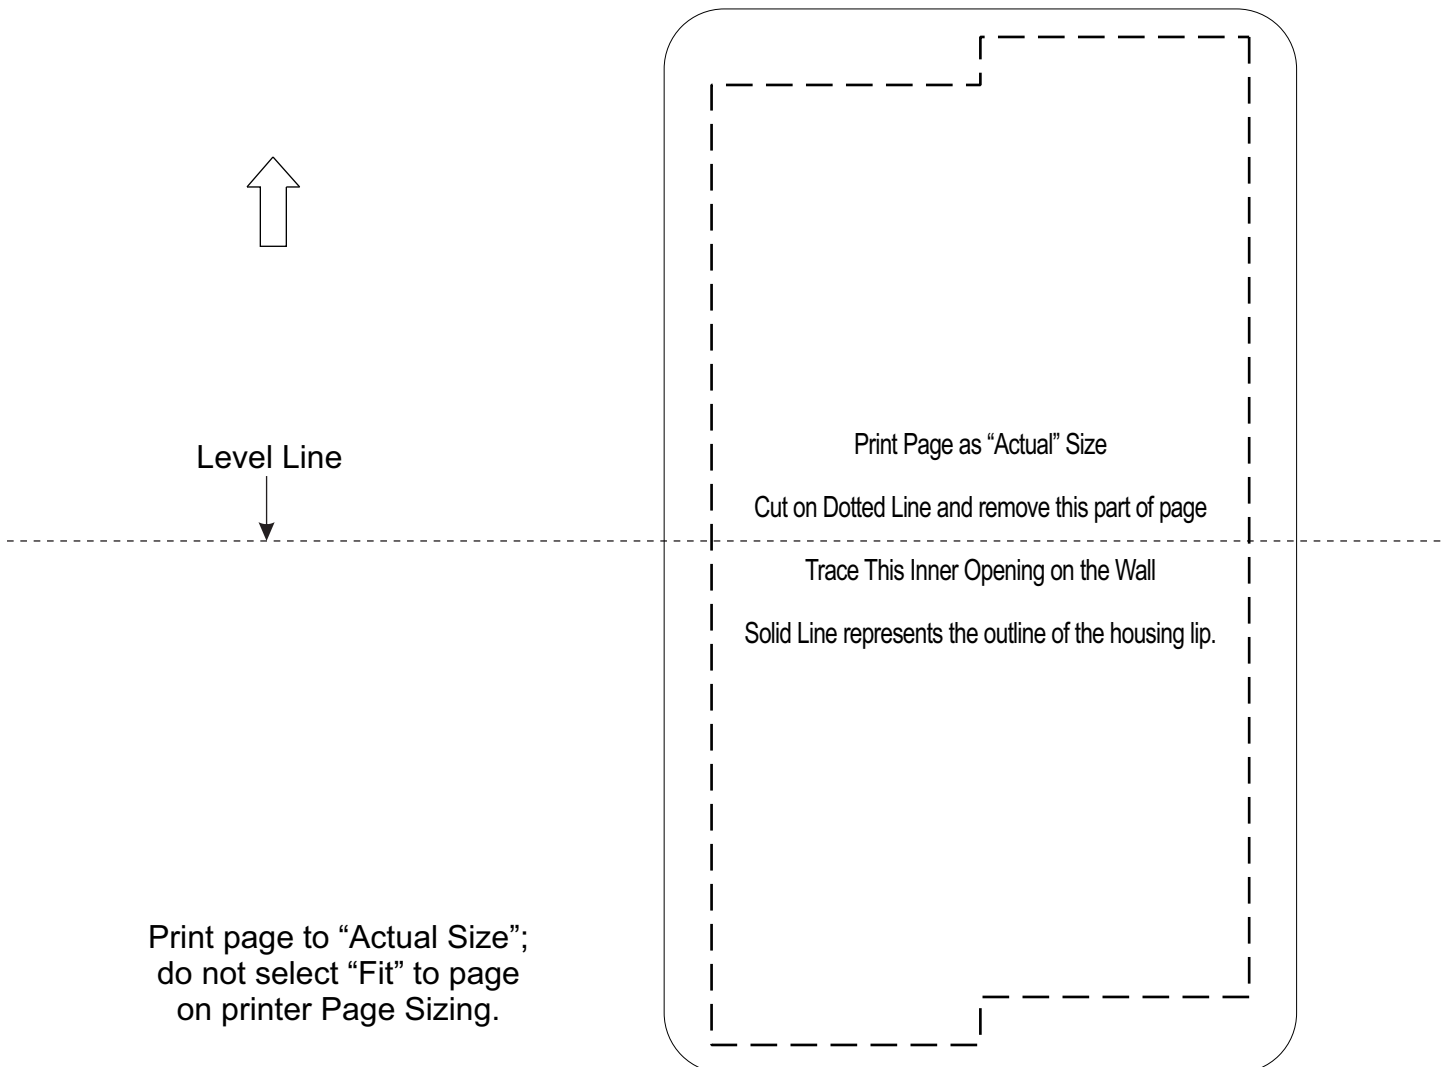 Level Line
Print Page as “Actual” Size
Cut on Dotted Line and remove this part of page
Trace This Inner Opening on the Wall
Solid Line represents the outline of the housing lip.
Print page to “Actual Size”;
do not select “Fit” to page
on printer Page Sizing.